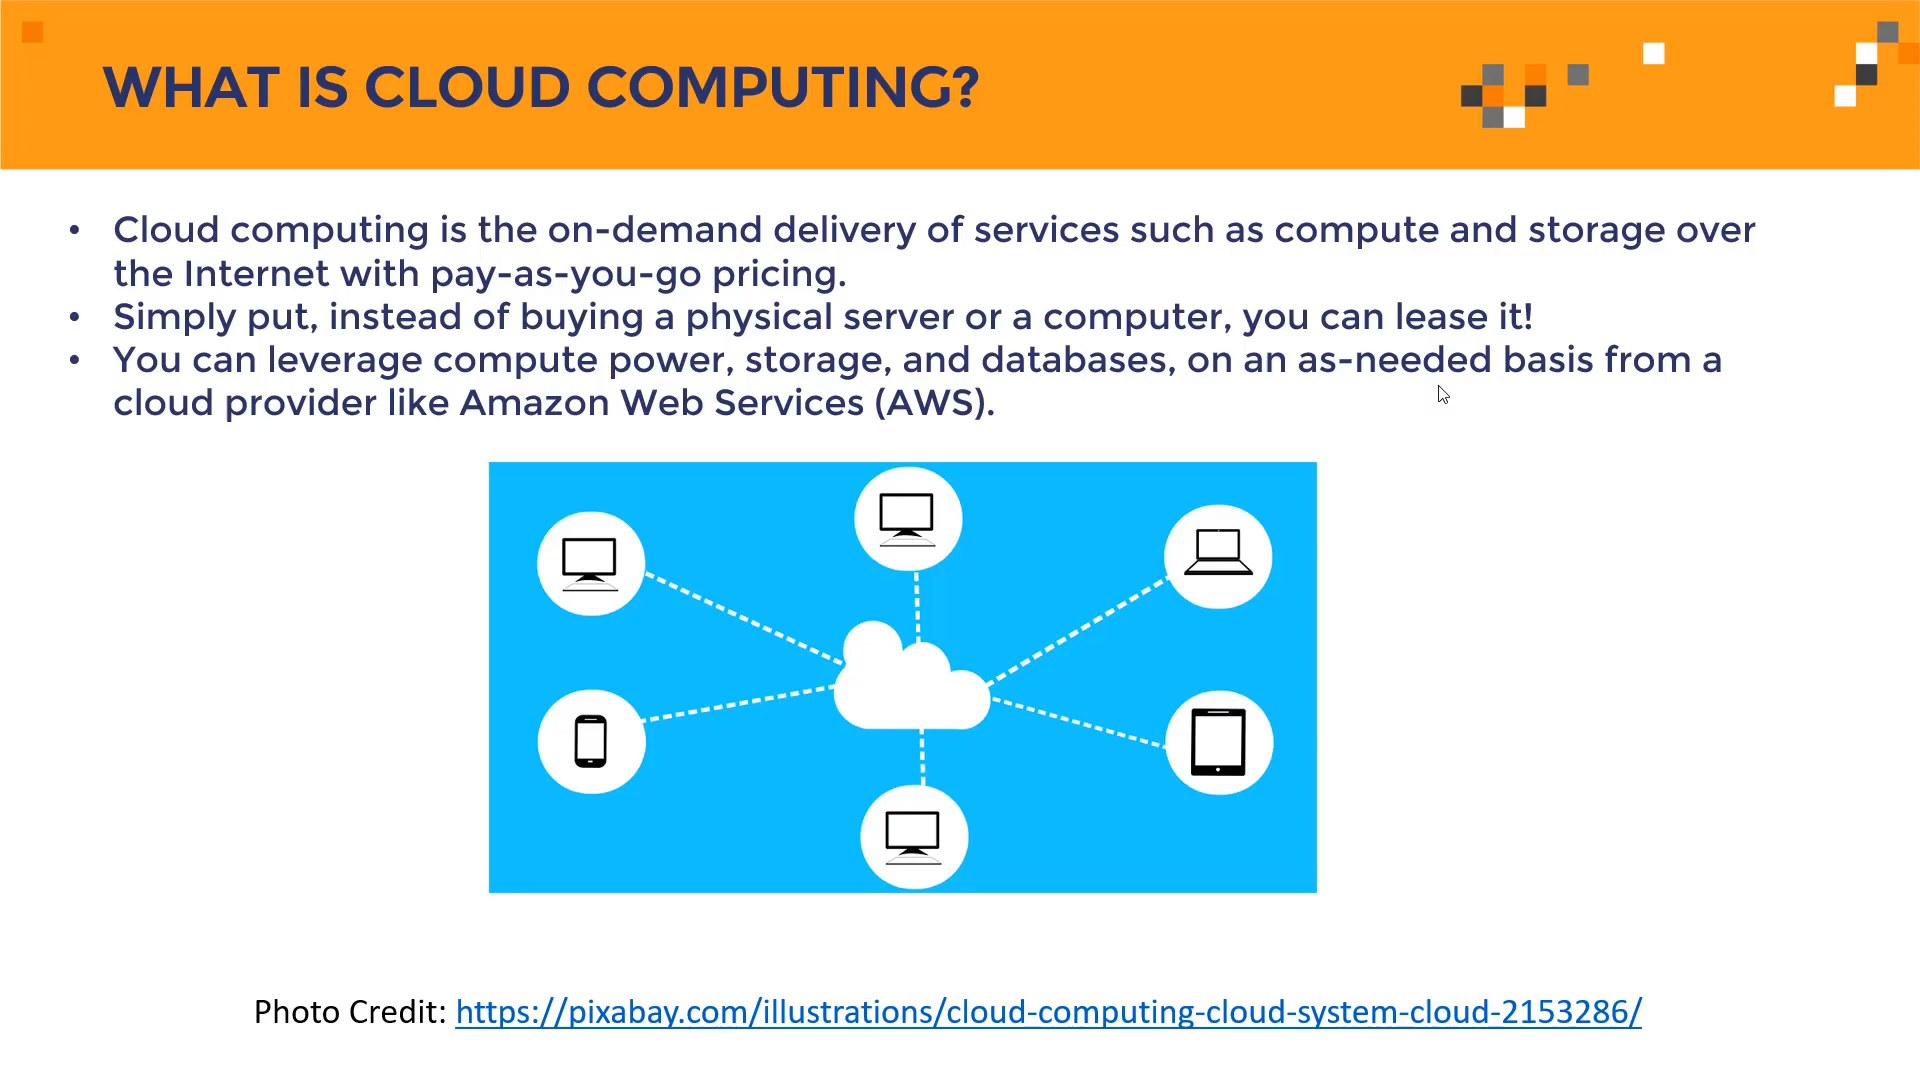 WHAT IS CLOUD COMPUTING?
• Cloud computing is the on-demand delivery of services such as compute and storage over
the Internet with pay-as-you-go pricing.
• Simply put, instead of buying a physical server or a computer, you can lease it!
• You can leverage compute power, storage, and databases, on an as-needed basis from a
cloud provider like Amazon Web Services (AWS).
Photo Credit: https://pixabay.com/illustrations/cloud-computing-cloud-system-cloud-2153286/